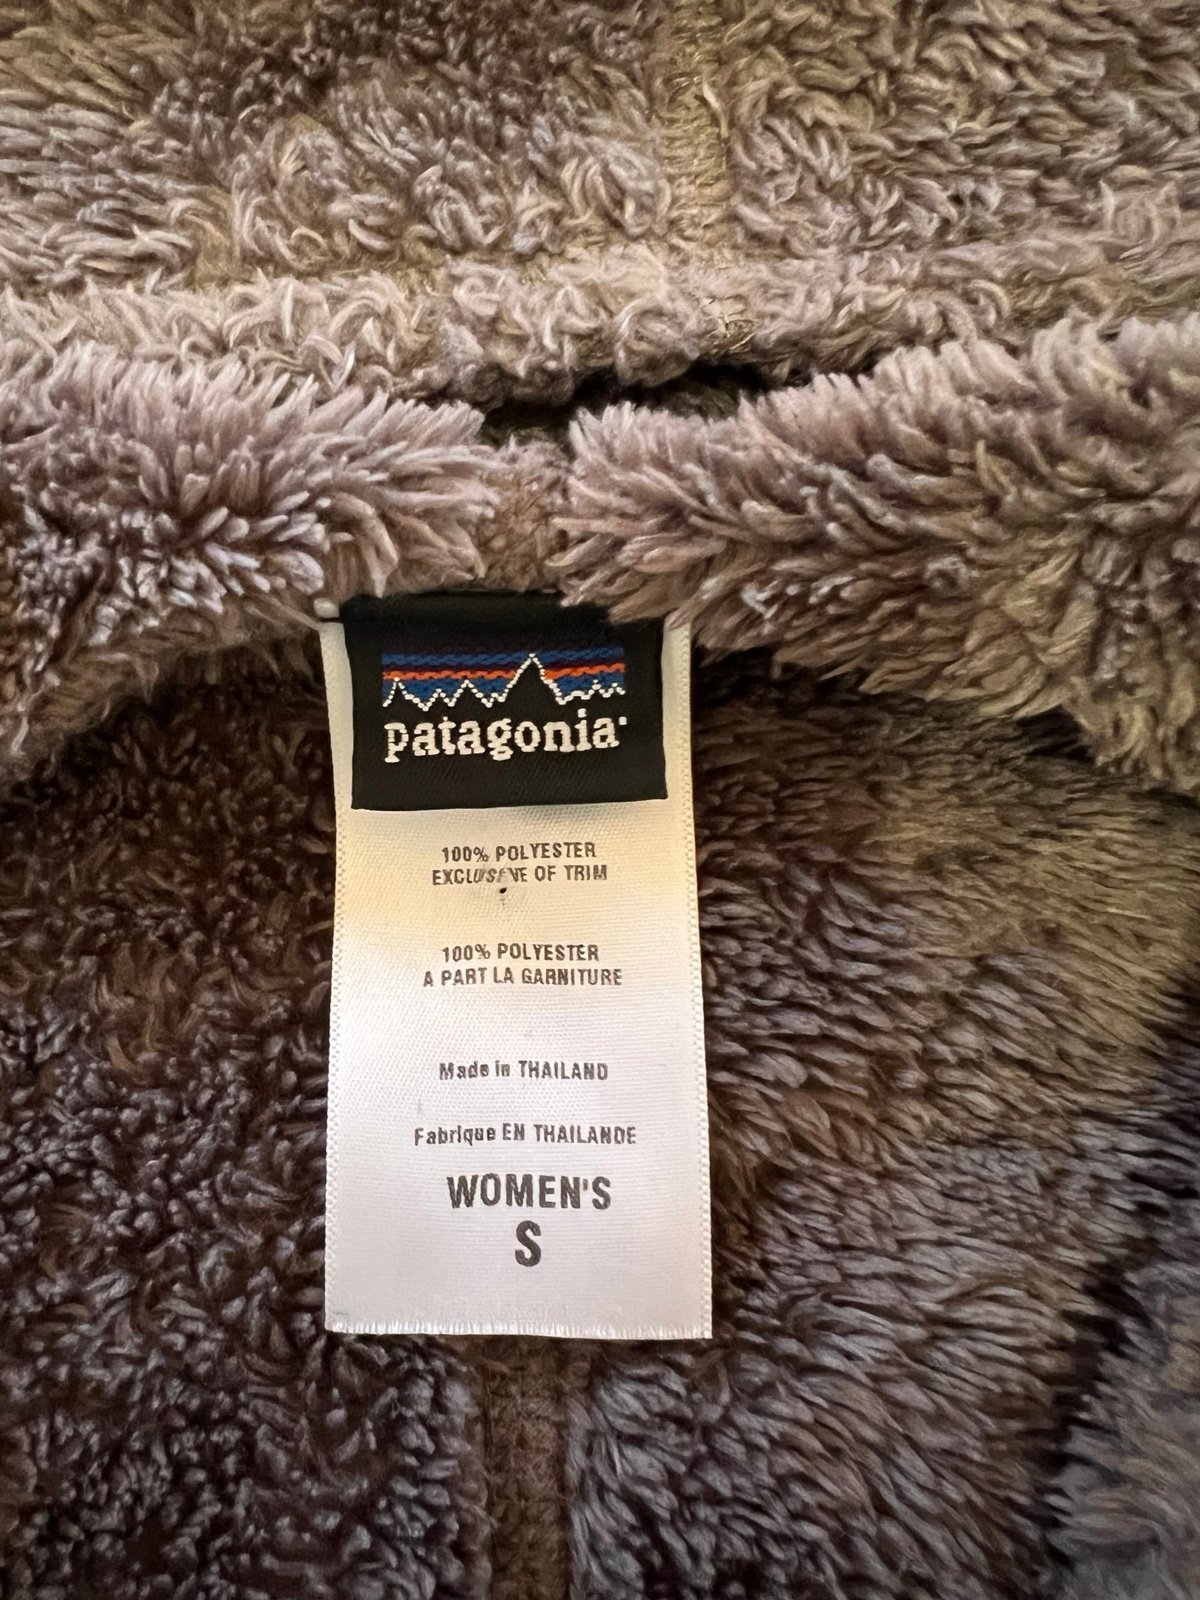 patagonia
100% POLYESTER
EXCLUSIVE OF TRIM
100% POLYESTER
A PART LA GARNITURE
Made in THAILAND
Fabrique EN THAILANDE
WOMEN'S
S